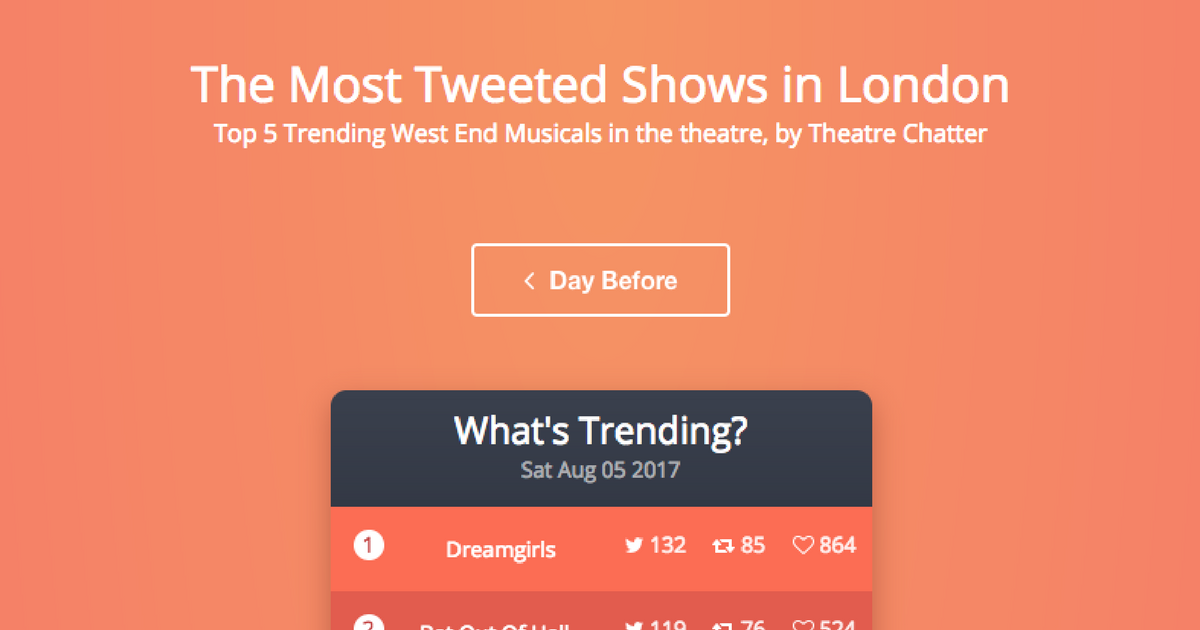 The Most Tweeted Shows in London
Top 5 Trending West End Musicals in the theatre, by Theatre Chatter
Day Before
What's Trending?
Sat Aug 05 2017
1 Dreamgirls 132 85 864
2 Bat Out Of Hell 119 76 524